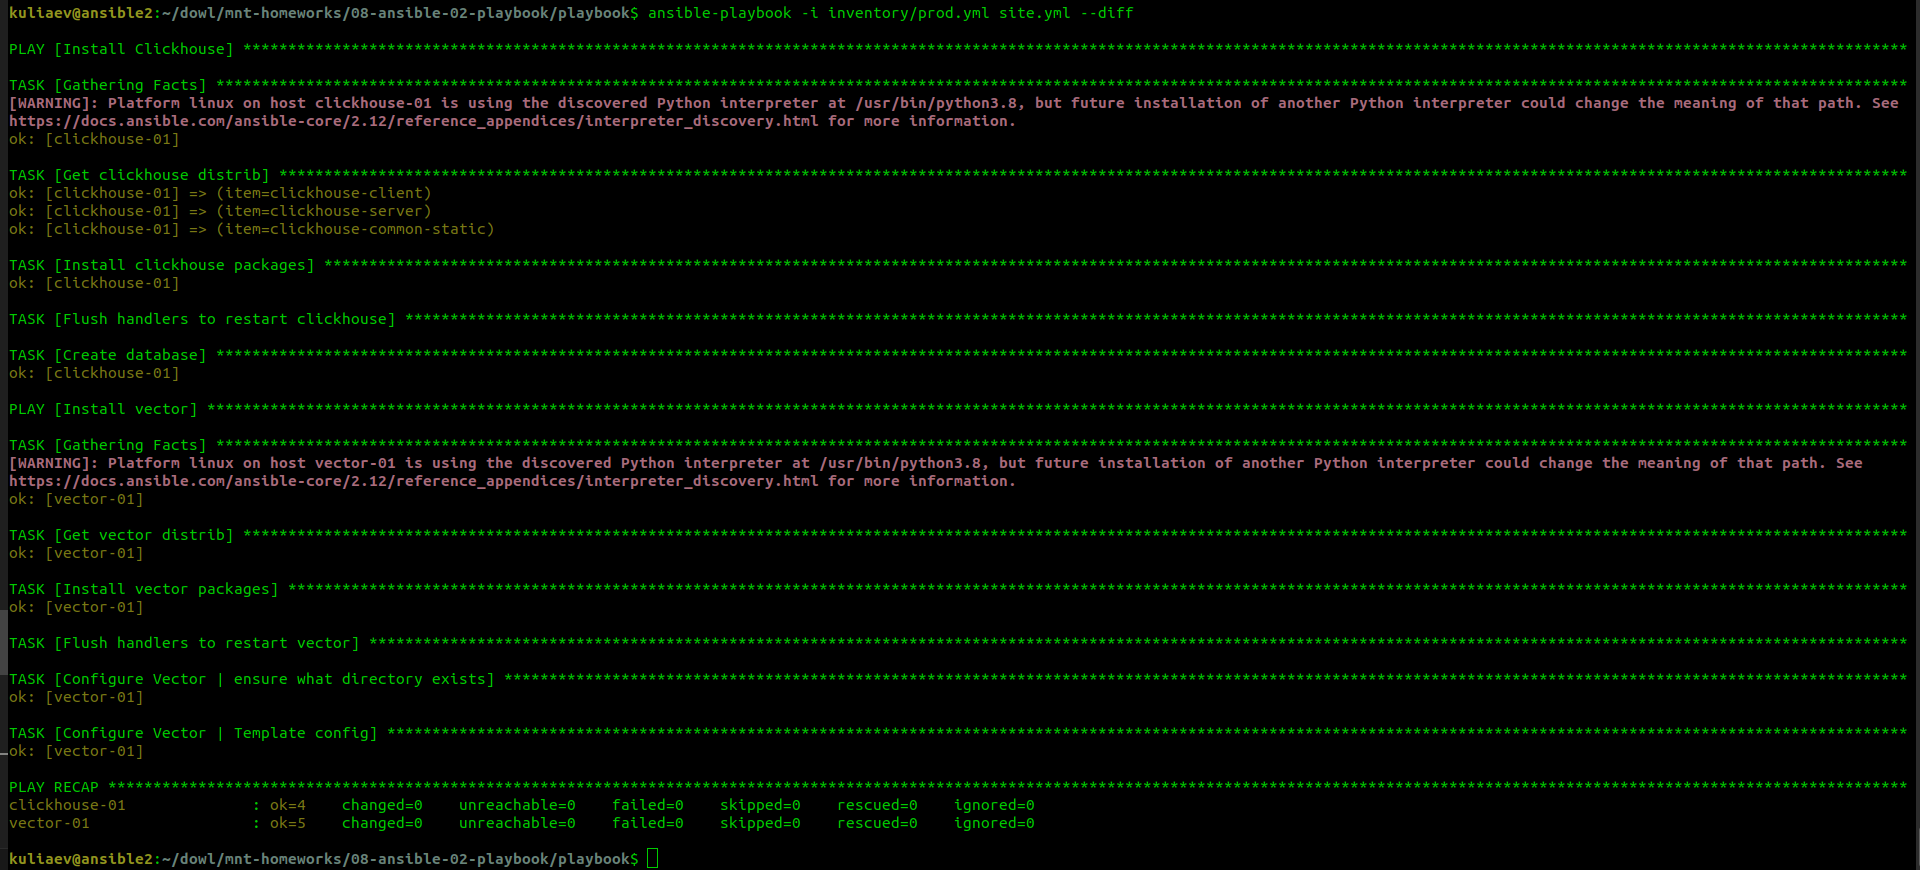 kuliaev@ansible2:~/dowl/mnt-homeworks/08-ansible-02-playbook/playbook$ ansible-playbook -i inventory/prod.yml site.yml --diff
PLAY [Install Clickhouse] *****************************************************************************************************************************************************************************************
TASK [Gathering Facts] ********************************************************************************************************************************************************************************************
[WARNING]: Platform linux on host clickhouse-01 is using the discovered Python interpreter at /usr/bin/python3.8, but future installation of another Python interpreter could change the meaning of that path. See
https://docs.ansible.com/ansible-core/2.12/reference_appendices/interpreter_discovery.html for more information.
ok: [clickhouse-01]
TASK [Get clickhouse distrib] *************************************************************************************************************************************************************************************
ok: [clickhouse-01] => (item=clickhouse-client)
ok: [clickhouse-01] => (item=clickhouse-server)
ok: [clickhouse-01] => (item=clickhouse-common-static)
TASK [Install clickhouse packages] ********************************************************************************************************************************************************************************
ok: [clickhouse-01]
TASK [Flush handlers to restart clickhouse] ***********************************************************************************************************************************************************************
TASK [Create database] ********************************************************************************************************************************************************************************************
ok: [clickhouse-01]
PLAY [Install vector] *********************************************************************************************************************************************************************************************
TASK [Gathering Facts] ********************************************************************************************************************************************************************************************
[WARNING]: Platform linux on host vector-01 is using the discovered Python interpreter at /usr/bin/python3.8, but future installation of another Python interpreter could change the meaning of that path. See
https://docs.ansible.com/ansible-core/2.12/reference_appendices/interpreter_discovery.html for more information.
ok: [vector-01]
TASK [Get vector distrib] *****************************************************************************************************************************************************************************************
ok: [vector-01]
TASK [Install vector packages] ************************************************************************************************************************************************************************************
ok: [vector-01]
TASK [Flush handlers to restart vector] ***************************************************************************************************************************************************************************
TASK [Configure Vector | ensure what directory exists] ************************************************************************************************************************************************************
ok: [vector-01]
TASK [Configure Vector | Template config] *************************************************************************************************************************************************************************
ok: [vector-01]
PLAY RECAP ********************************************************************************************************************************************************************************************************
clickhouse-01              : ok=4    changed=0    unreachable=0    failed=0    skipped=0    rescued=0    ignored=0
vector-01                  : ok=5    changed=0    unreachable=0    failed=0    skipped=0    rescued=0    ignored=0
kuliaev@ansible2:~/dowl/mnt-homeworks/08-ansible-02-playbook/playbook$